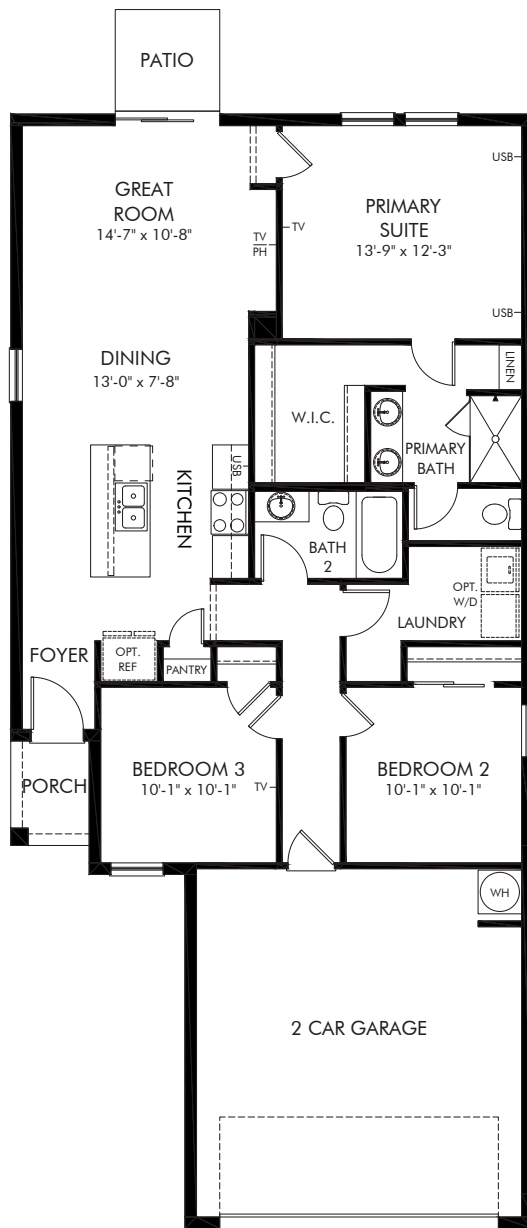 PATIO
GREAT
ROOM
14'-7" x 10'-8"
TV
PH
TV
PRIMARY
SUITE
13'-9" x 12'-3"
USB
USB
DINING
13'-0" x 7'-8"
W.I.C.
LINEN
PRIMARY
BATH
KITCHEN
USB
BATH
2
OPT.
W/D
LAUNDRY
FOYER
OPT.
REF
PANTRY
PORCH
BEDROOM 3
10'-1" x 10'-1"
TV
BEDROOM 2
10'-1" x 10'-1"
WH
2 CAR GARAGE